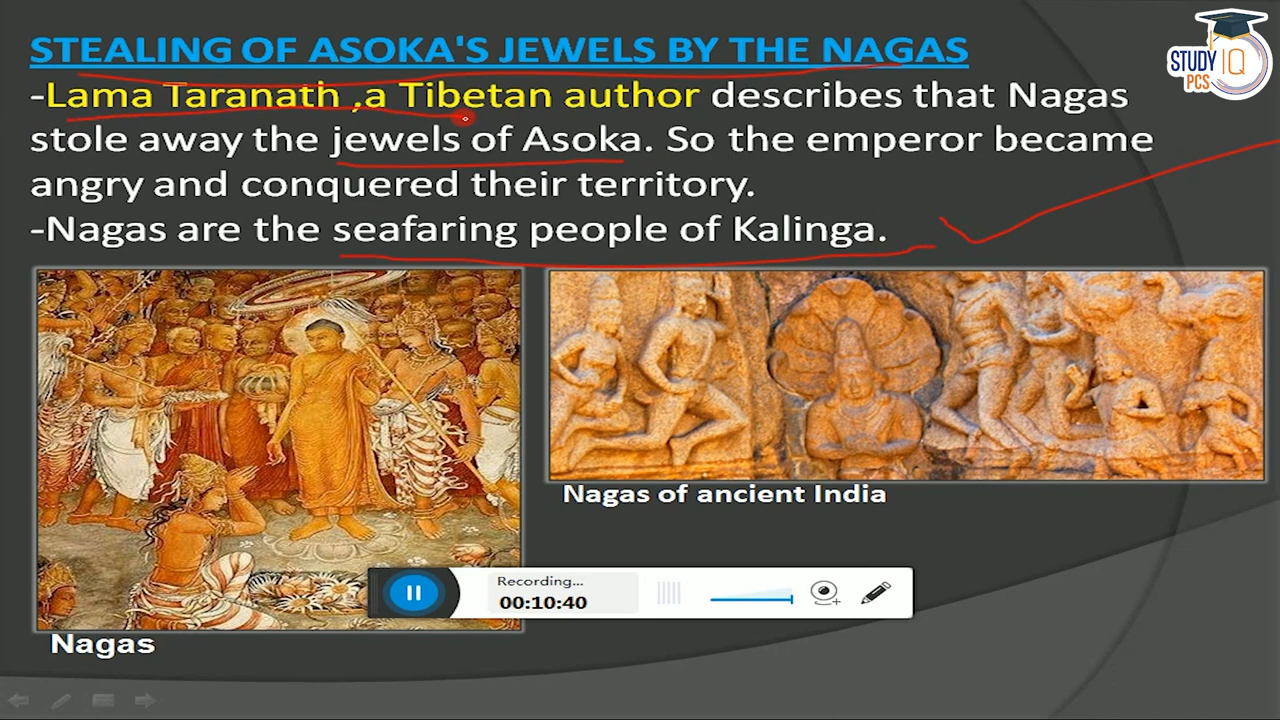 STEALING OF ASOKA'S JEWELS BY THE NAGAS
STUDY IQ
PCS
-Lama Taranath ,a Tibetan author describes that Nagas
stole away the jewels of Asoka. So the emperor became
angry and conquered their territory.
-Nagas are the seafaring people of Kalinga.
Nagas of ancient India
Recording...
00:10:40
Nagas